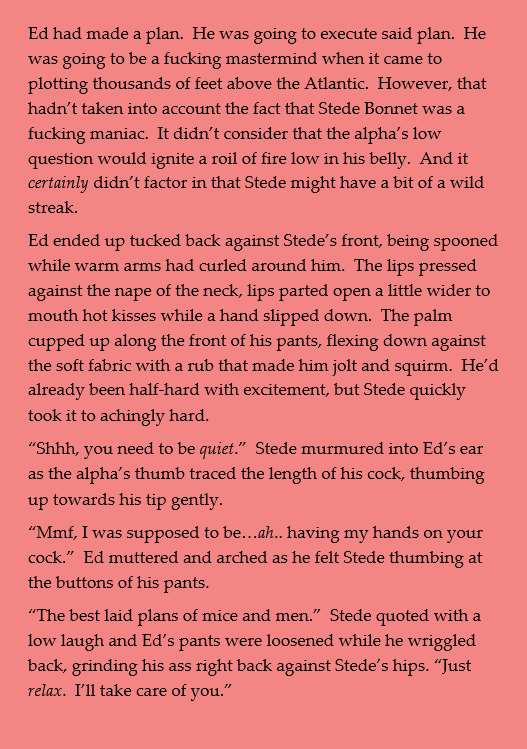 Ed had made a plan.  He was going to execute said plan.  He
was going to be a fucking mastermind when it came to
plotting thousands of feet above the Atlantic.  However, that
hadn’t taken into account the fact that Stede Bonnet was a
fucking maniac.  It didn’t consider that the alpha’s low
question would ignite a roil of fire low in his belly.  And it
certainly didn’t factor in that Stede might have a bit of a wild
streak.
Ed ended up tucked back against Stede’s front, being spooned
while warm arms had curled around him.  The lips pressed
against the nape of the neck, lips parted open a little wider to
mouth hot kisses while a hand slipped down.  The palm
cupped up along the front of his pants, flexing down against
the soft fabric with a rub that made him jolt and squirm.  He’d
already been half-hard with excitement, but Stede quickly
took it to achingly hard.
“Shhh, you need to be quiet.”  Stede murmured into Ed’s ear
as the alpha’s thumb traced the length of his cock, thumbing
up towards his tip gently.
“Mmf, I was supposed to be…ah.. having my hands on your
cock.”  Ed muttered and arched as he felt Stede thumbing at
the buttons of his pants.
“The best laid plans of mice and men.”  Stede quoted with a
low laugh and Ed’s pants were loosened while he wriggled
back, grinding his ass right back against Stede’s hips. “Just
relax.  I’ll take care of you.”